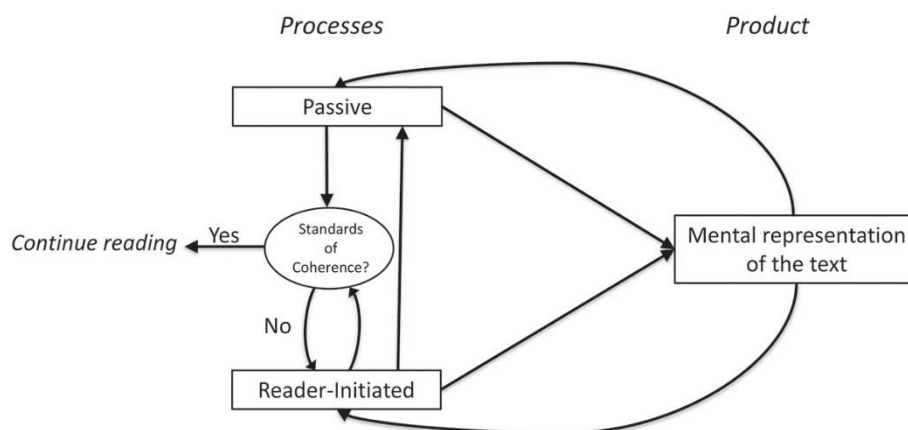 Processes
Product
Passive
Standards
of
Coherence?
Continue reading
Yes
Mental representation
of the text
No
Reader-Initiated